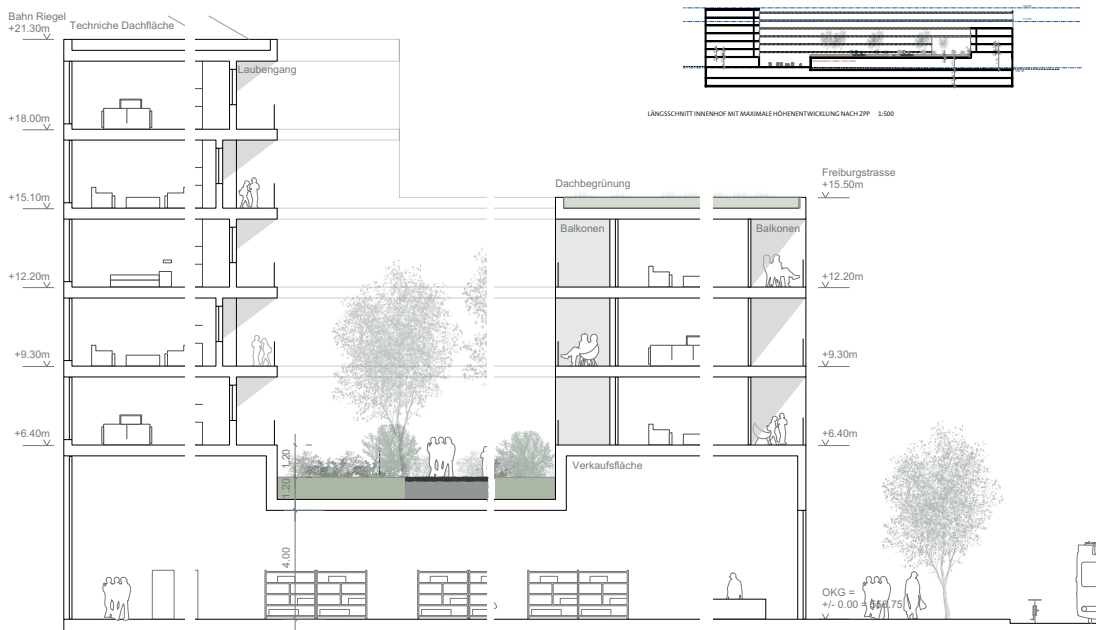 Bahn Riegel
+21.30m
Techniche Dachfläche
Laubengang
+18.00m
+15.10m
+12.20m
+9.30m
+6.40m
LÄNGSSCHNITT INNENHOF MIT MAXIMALE HÖHENENTWICKLUNG NACH ZPP 1:500
Dachbegrünung
Freiburgstrasse
+15.50m
Balkonen
Balkonen
+12.20m
+9.30m
+6.40m
1.20
1.20
4.00
Verkaufsfläche
OKG =
+/- 0.00 =